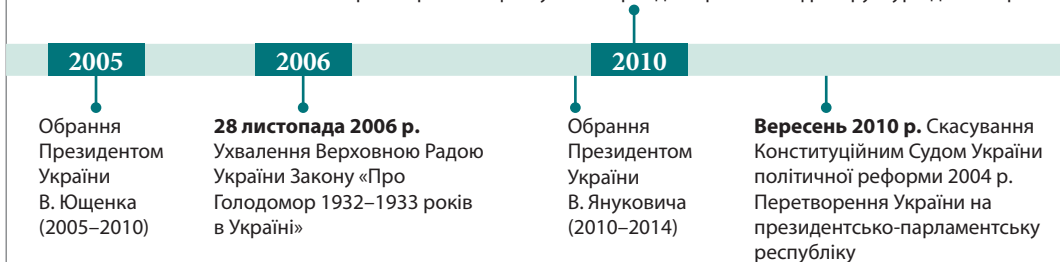 2005
2006
2010
Обрання
Президентом
України
В. Ющенка
(2005–2010)
28 листопада 2006 р.
Ухвалення Верховною Радою
України Закону «Про
Голодомор 1932–1933 років
в Україні»
Обрання
Президентом
України
В. Януковича
(2010–2014)
Вересень 2010 р. Скасування
Конституційним Судом України
політичної реформи 2004 р.
Перетворення України на
президентсько-парламентську
республіку